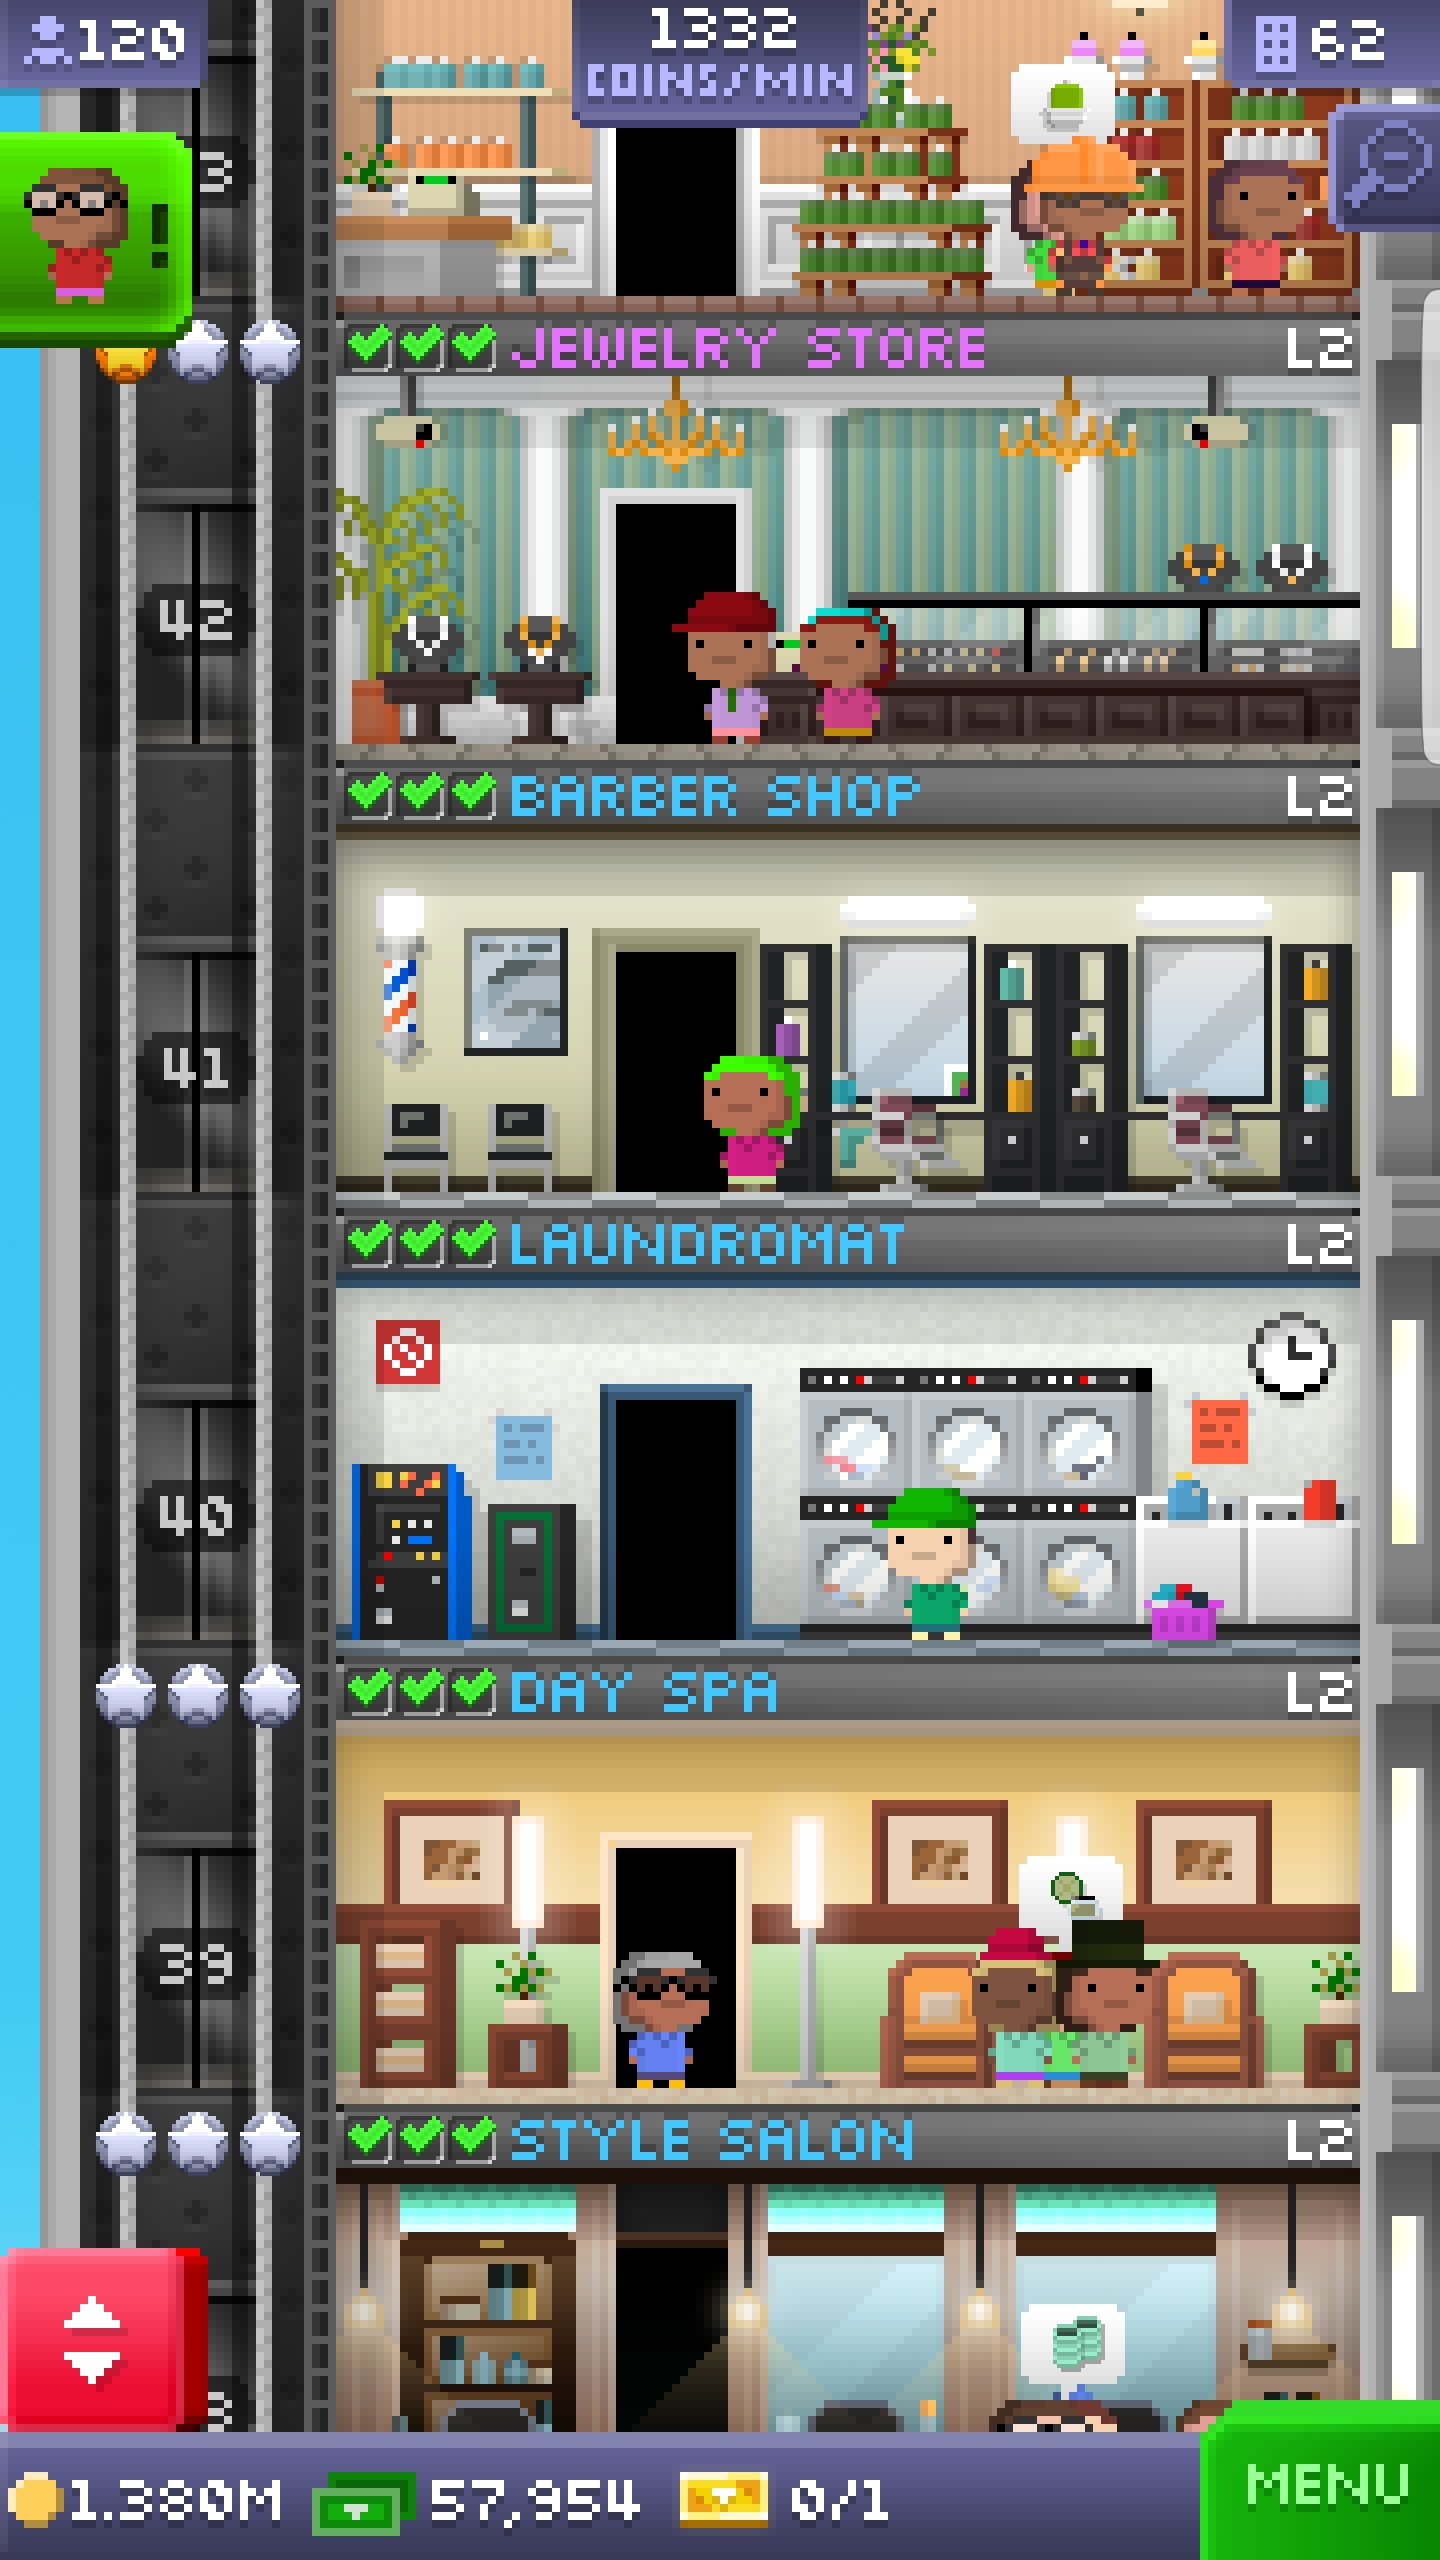 120
1332
COINS/MIN
62
3
!
JEWELRY STORE L2
42
BARBER SHOP L2
41
LAUNDROMAT L2
40
DAY SPA L2
39
STYLE SALON L2
1.380M 57,954 0/1
MENU